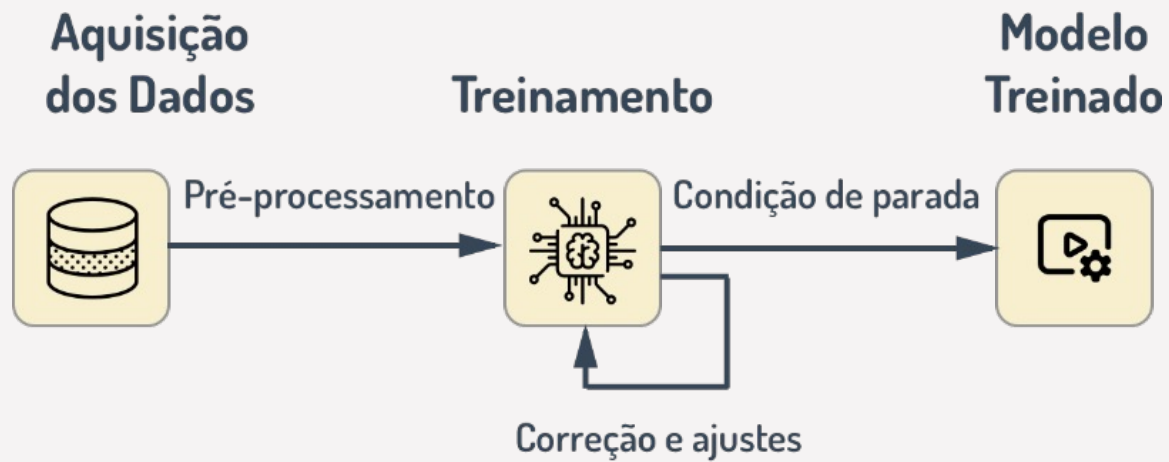 Aquisição
dos Dados
Treinamento
Modelo
Treinado
Pré-processamento
Condição de parada
Correção e ajustes